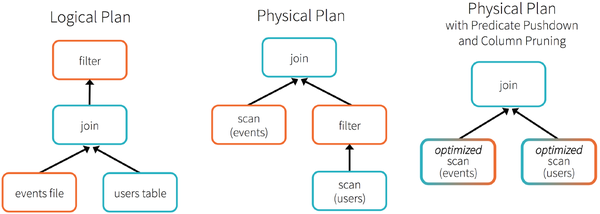 Logical Plan
filter
join
events file
users table
Physical Plan
join
scan
(events)
filter
scan
(users)
Physical Plan
with Predicate Pushdown
and Column Pruning
join
optimized
scan
(events)
optimized
scan
(users)